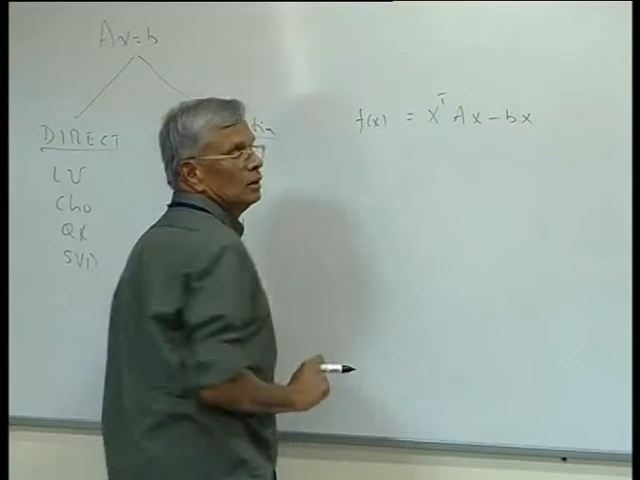 Ax=b
DIRECT
LU
Cho
QR
SVD
f(x) = x^T Ax - bx